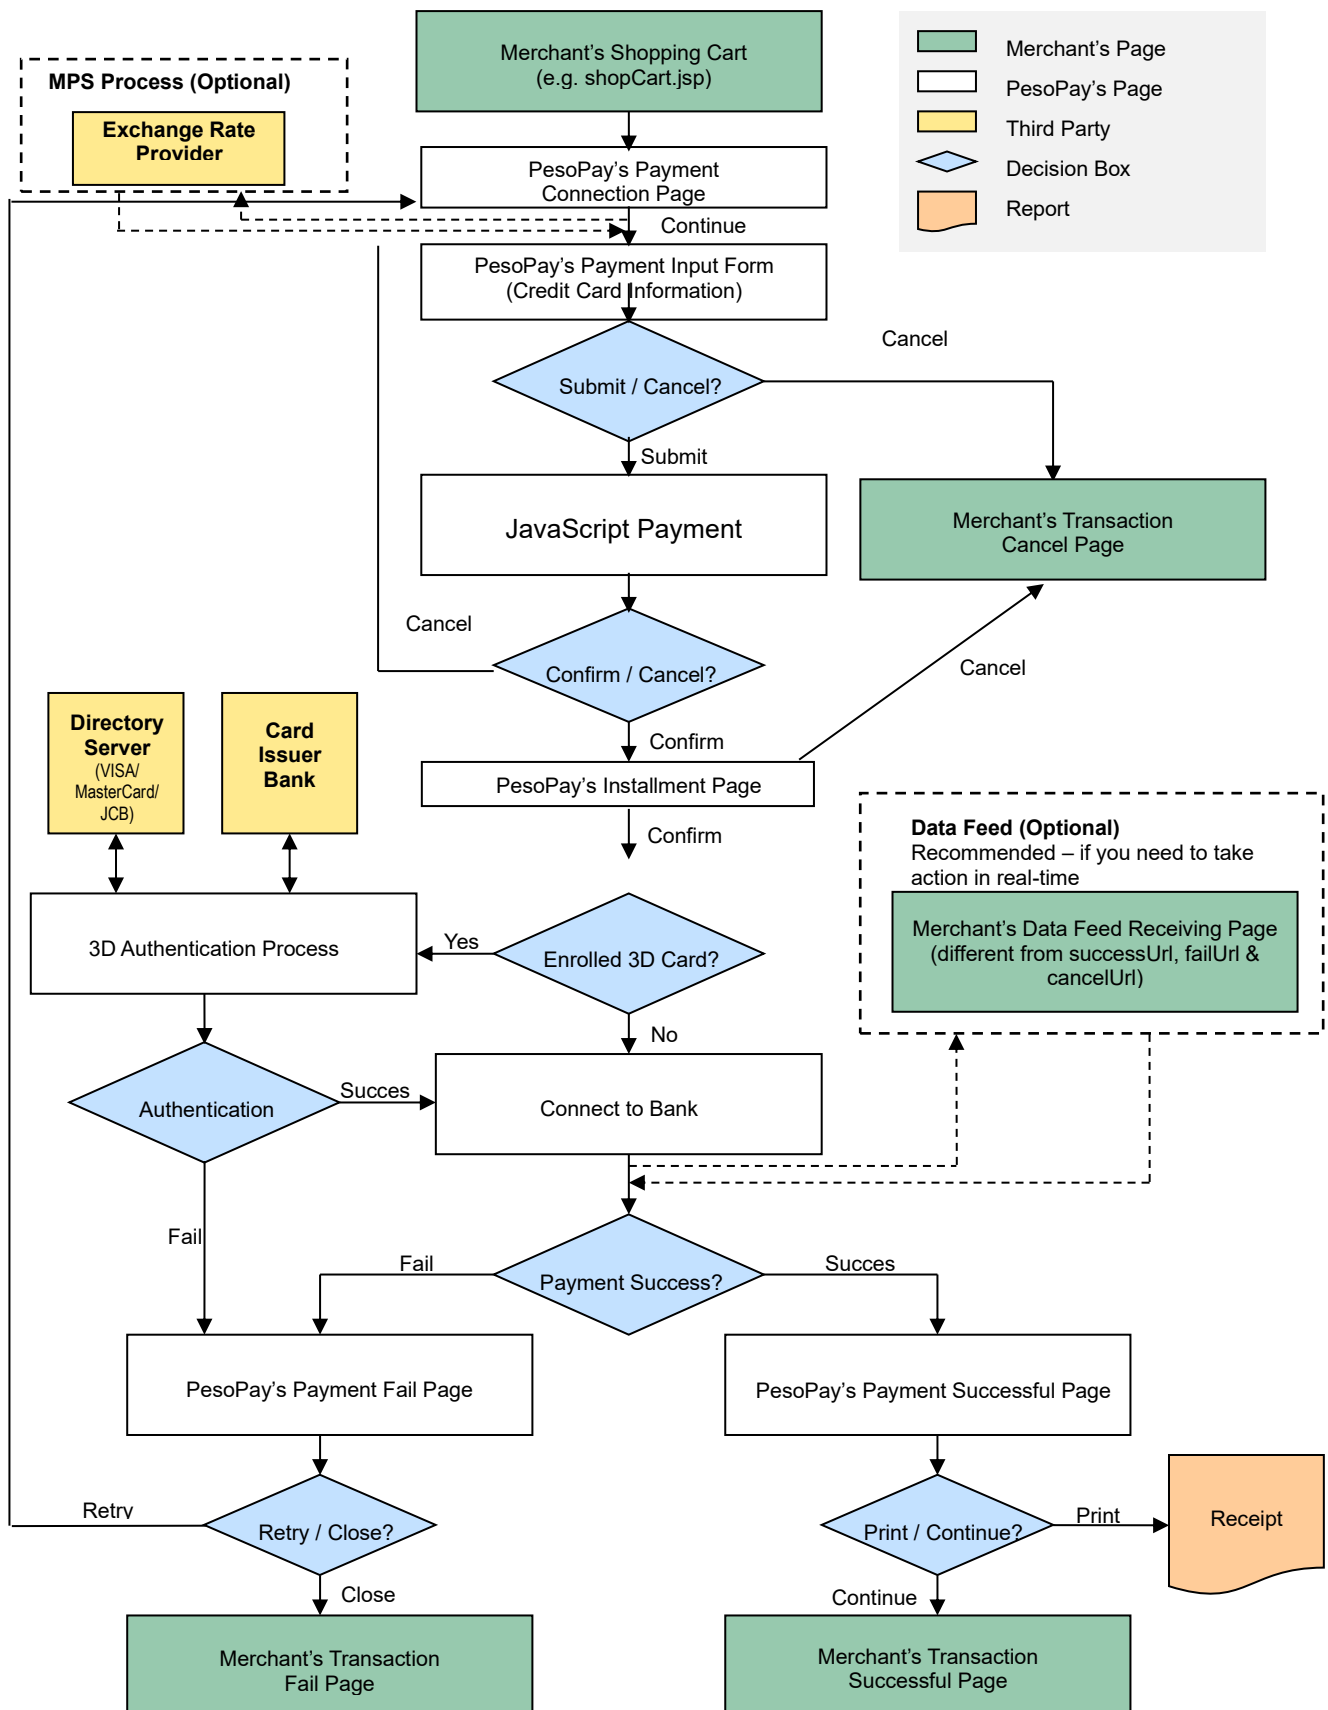 Merchant's Shopping Cart
(e.g. shopCart.jsp)
Merchant's Page
PesoPay's Page
Third Party
Decision Box
Report
MPS Process (Optional)
Exchange Rate
Provider
PesoPay's Payment
Connection Page
Continue
PesoPay's Payment Input Form
(Credit Card Information)
Cancel
Submit / Cancel?
Submit
JavaScript Payment
Merchant's Transaction
Cancel Page
Cancel
Confirm / Cancel?
Cancel
Confirm
Directory
Server
(VISA/
MasterCard/
JCB)
Card
Issuer
Bank
PesoPay's Installment Page
Confirm
Data Feed (Optional)
Recommended – if you need to take
action in real-time
Merchant's Data Feed Receiving Page
(different from successUrl, failUrl &
cancelUrl)
3D Authentication Process
Yes
Enrolled 3D Card?
No
Authentication
Succes
Connect to Bank
Fail
Fail
Payment Success?
Succes
PesoPay's Payment Fail Page
PesoPay's Payment Successful Page
Retry
Retry / Close?
Close
Print / Continue?
Print
Receipt
Continue
Merchant's Transaction
Fail Page
Merchant's Transaction
Successful Page